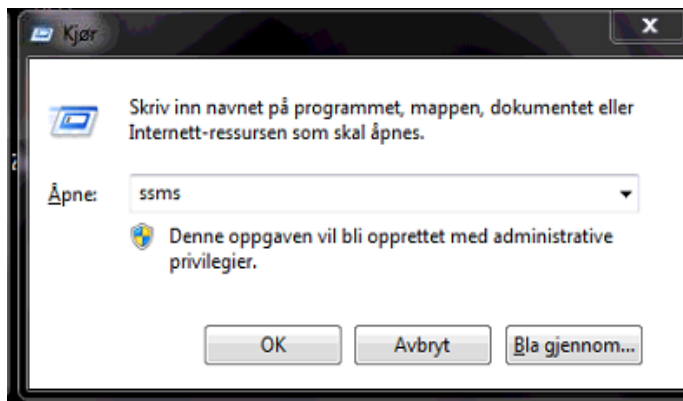 Kjør
Skriv inn navnet på programmet, mappen, dokumentet eller
Internett-ressursen som skal åpnes.
Åpne:
ssms
Denne oppgaven vil bli opprettet med administrative
privilegier.
OK
Avbryt
Bla gjennom...